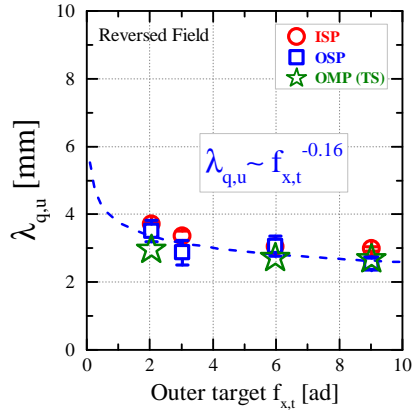 Reversed Field
ISP
OSP
OMP (TS)
λq,u ~ fx,t^-0.16
λq,u [mm]
10
8
6
4
2
0
0 2 4 6 8 10
Outer target fx,t [ad]